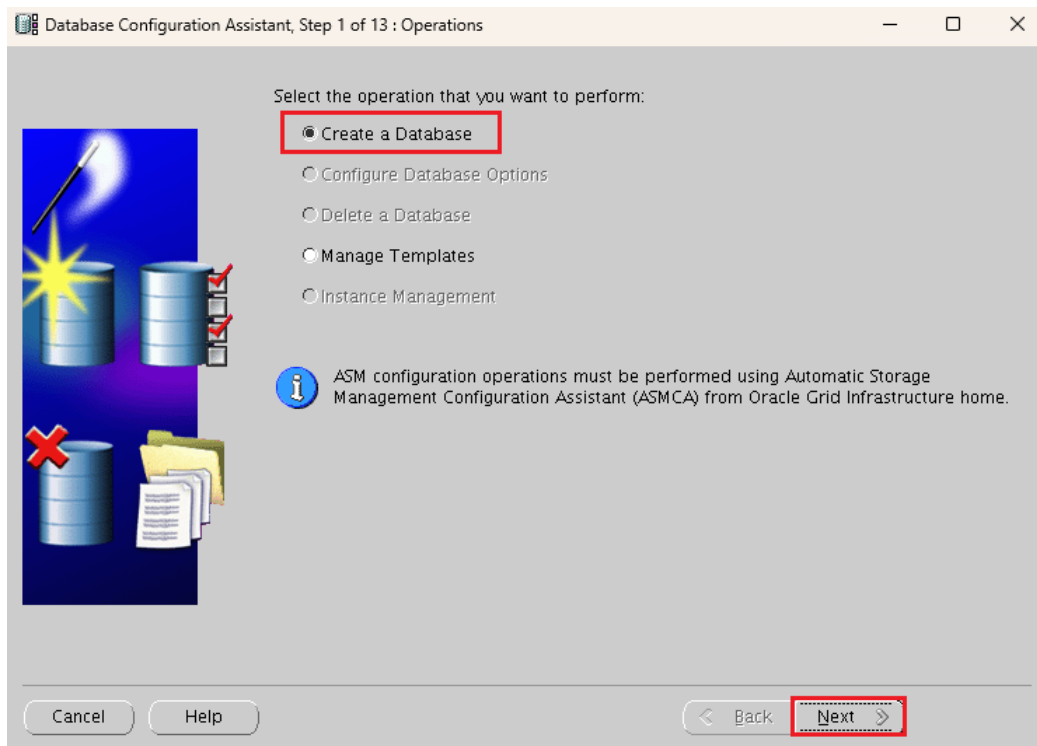 Database Configuration Assistant, Step 1 of 13 : Operations
Select the operation that you want to perform:
Create a Database
Configure Database Options
Delete a Database
Manage Templates
Instance Management
ASM configuration operations must be performed using Automatic Storage
Management Configuration Assistant (ASMCA) from Oracle Grid Infrastructure home.
Cancel Help Back Next